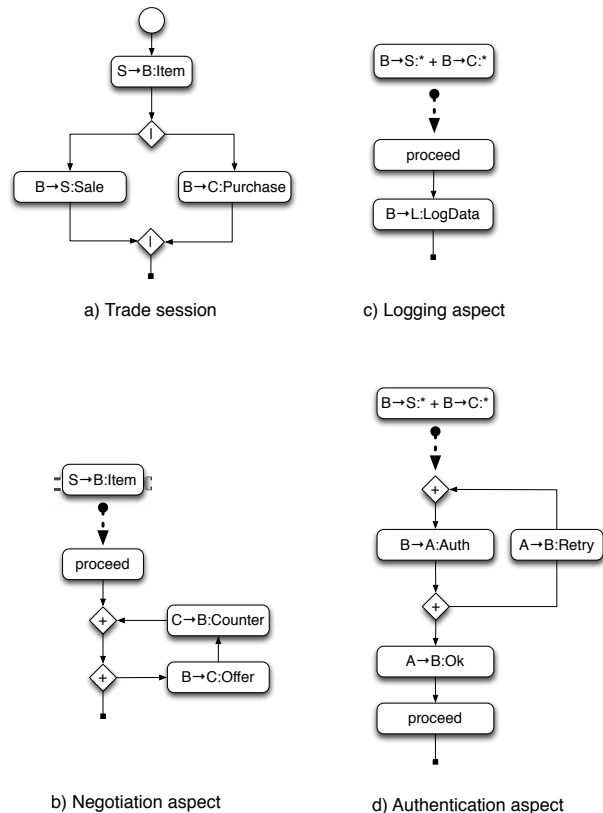 S→B:Item
I
B→S:Sale
B→C:Purchase
I
a) Trade session
B→S:* + B→C:*
proceed
B→L:LogData
c) Logging aspect
S→B:Item
proceed
+
C→B:Counter
+
B→C:Offer
b) Negotiation aspect
B→S:* + B→C:*
+
B→A:Auth
A→B:Retry
+
A→B:Ok
proceed
d) Authentication aspect